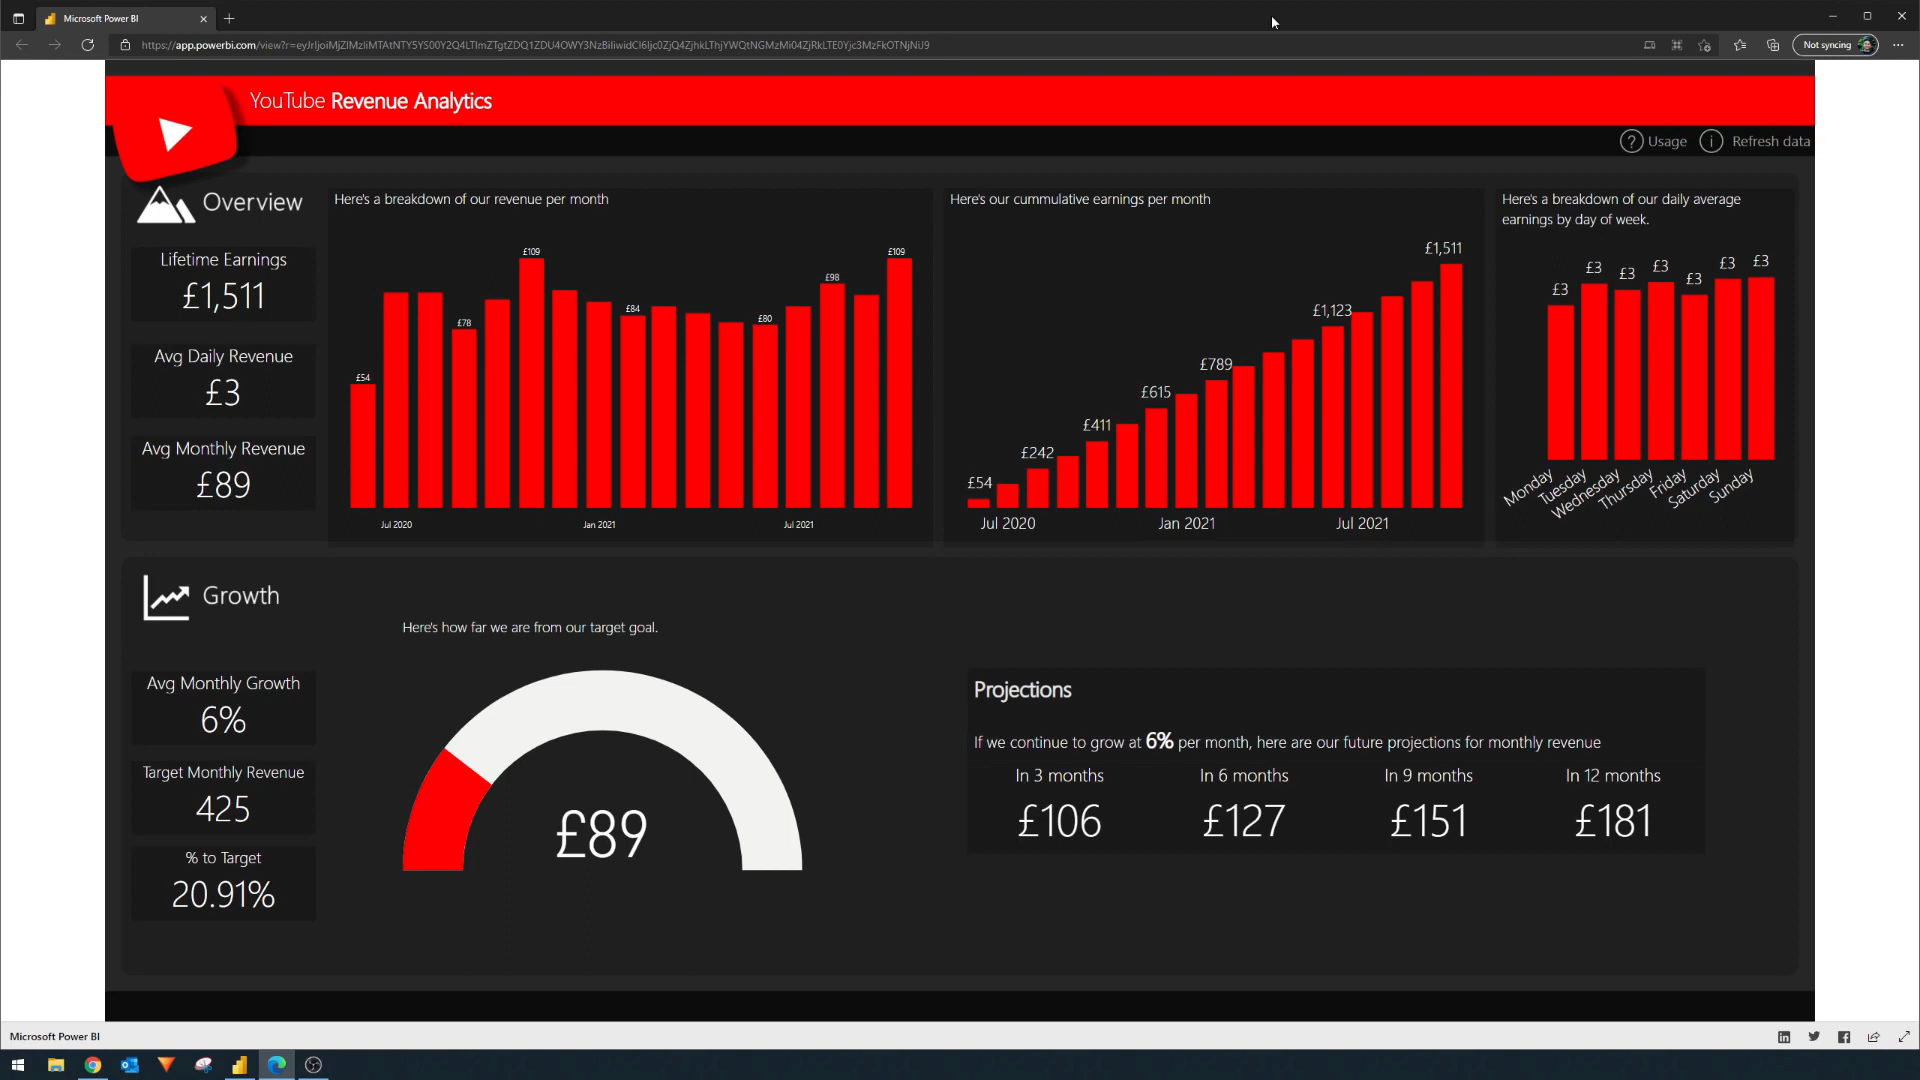 Microsoft Power BI
Not syncing
YouTube Revenue Analytics
Usage
Refresh data
Overview
Lifetime Earnings
£1,511
Avg Daily Revenue
£3
Avg Monthly Revenue
£89
Here's a breakdown of our revenue per month
£54
£78
£109
£84
£80
£98
£109
Jul 2020
Jan 2021
Jul 2021
Here's our cummulative earnings per month
£54
£242
£411
£615
£789
£1,123
£1,511
Jul 2020
Jan 2021
Jul 2021
Here's a breakdown of our daily average
earnings by day of week.
£3
£3
£3
£3
£3
£3
£3
Monday
Tuesday
Wednesday
Thursday
Friday
Saturday
Sunday
Growth
Avg Monthly Growth
6%
Target Monthly Revenue
425
% to Target
20.91%
Here's how far we are from our target goal.
£89
Projections
If we continue to grow at 6% per month, here are our future projections for monthly revenue
In 3 months
In 6 months
In 9 months
In 12 months
£106
£127
£151
£181
Microsoft Power BI